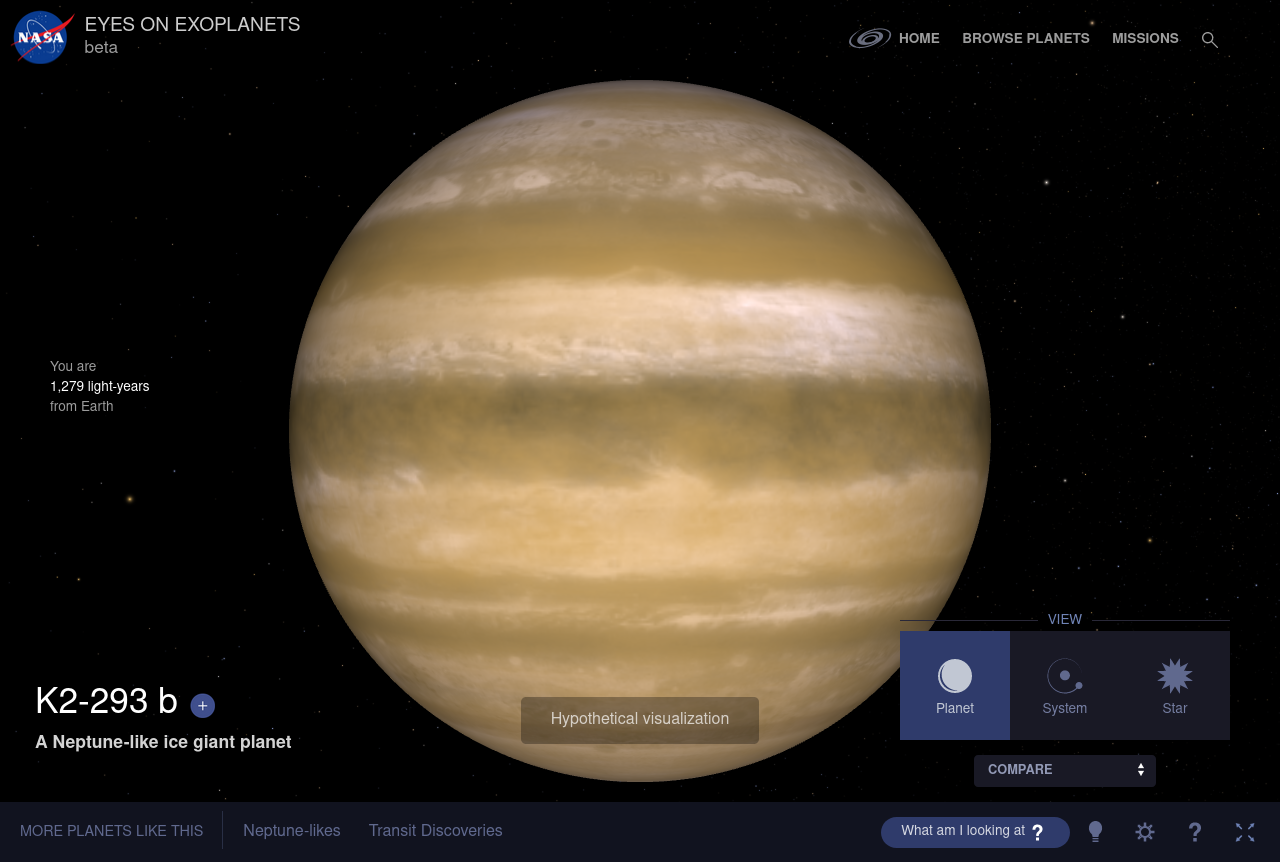 NASA
EYES ON EXOPLANETS
beta
HOME
BROWSE PLANETS
MISSIONS
You are
1,279 light-years
from Earth
K2-293 b
+
A Neptune-like ice giant planet
Hypothetical visualization
VIEW
Planet
System
Star
COMPARE
MORE PLANETS LIKE THIS
Neptune-likes
Transit Discoveries
What am I looking at ?
?